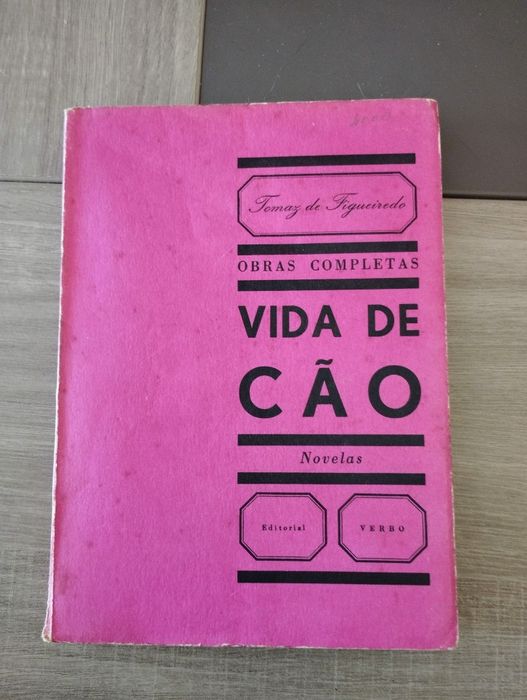 Tomaz de Figueiredo
OBRAS COMPLETAS
VIDA DE
CÃO
Novelas
Editorial VERBO